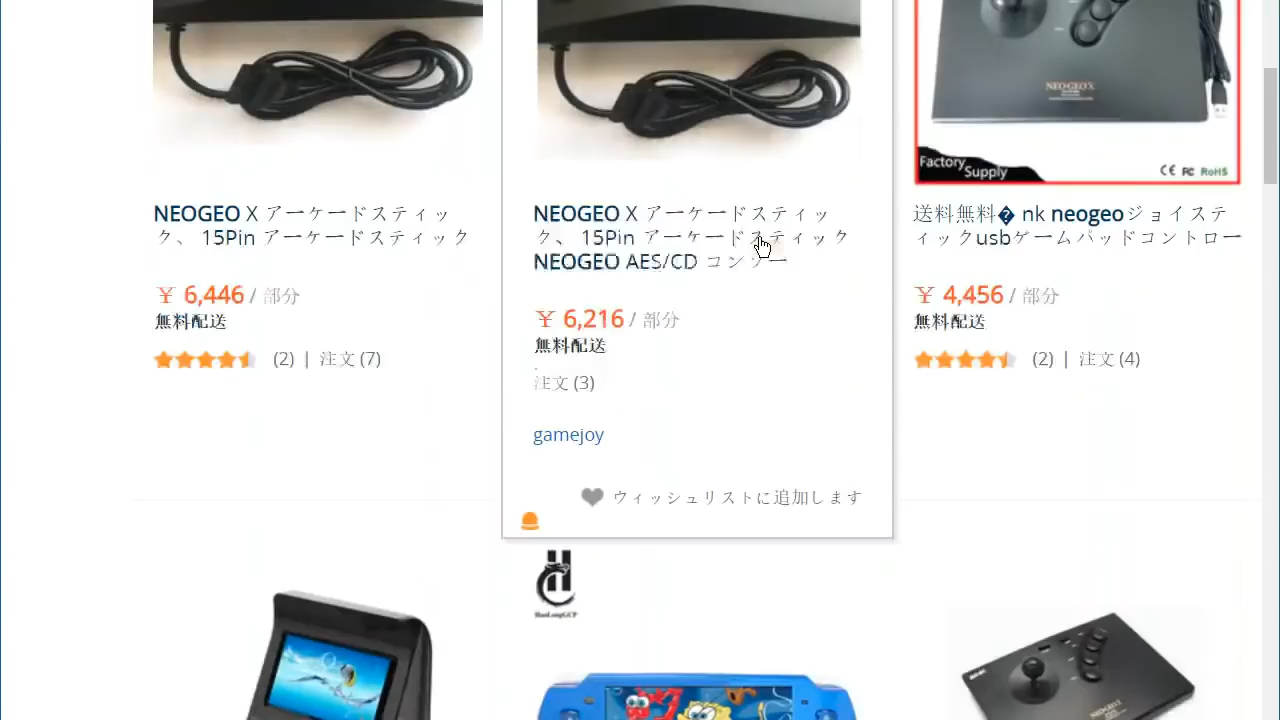 NEOGEO X
Factory
Supply
CE FC RoHS
NEOGEO X アーケードスティッ
ク、 15Pin アーケードスティック
¥ 6,446 / 部分
無料配送
(2) | 注文 (7)
NEOGEO X アーケードスティッ
ク、 15Pin アーケードスティック
NEOGEO AES/CD コンソー
¥ 6,216 / 部分
無料配送
注文 (3)
gamejoy
ウィッシュリストに追加します
送料無料� nk neogeoジョイステ
ィックusbゲームパッドコントロー
¥ 4,456 / 部分
無料配送
(2) | 注文 (4)
HaoLongGCP
NEOGEO X